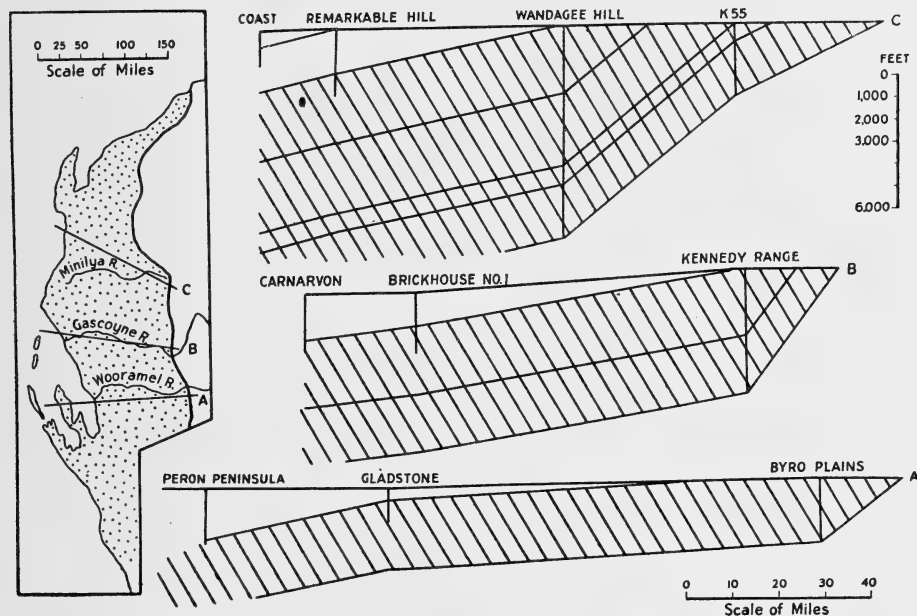 0 25 50 100 150
Scale of Miles
Minilya R.
C
Gascoyne R.
B
Wooramel R.
A
COAST REMARKABLE HILL WANDAGEE HILL K55
C
FEET
0
1,000
2,000
3,000
6,000
CARNARVON BRICKHOUSE NO.1 KENNEDY RANGE
B
PERON PENINSULA GLADSTONE BYRO PLAINS
A
0 10 20 30 40
Scale of Miles